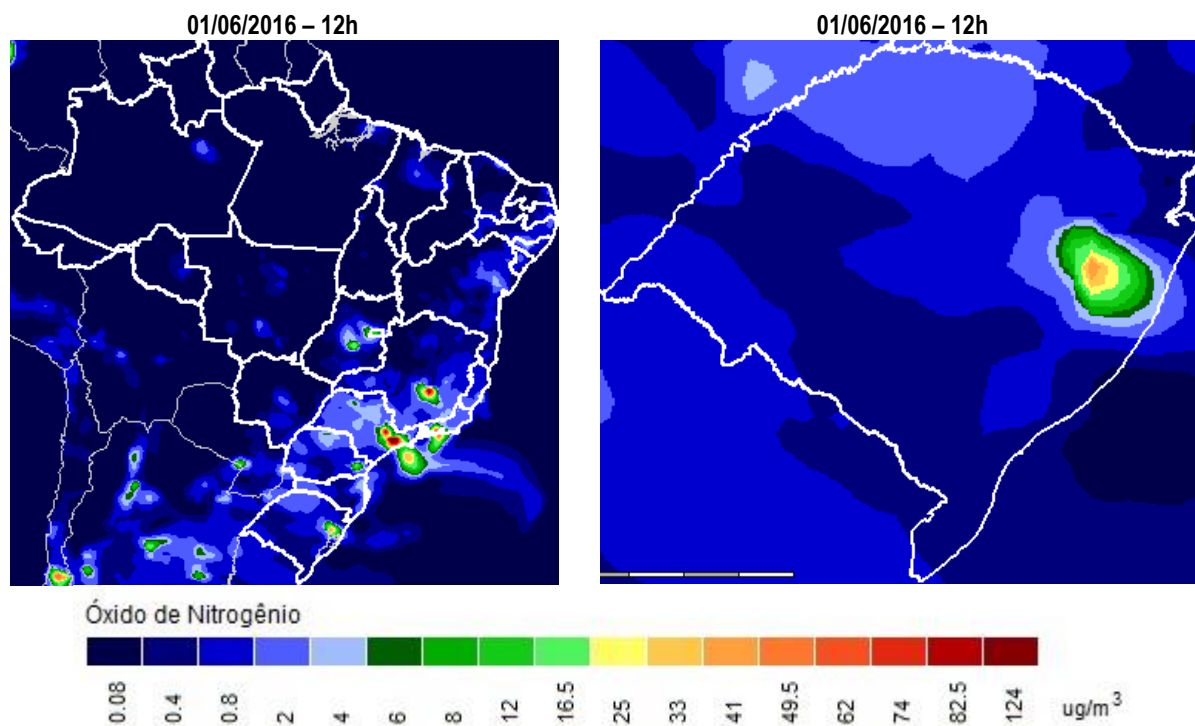 01/06/2016 – 12h
01/06/2016 – 12h
Óxido de Nitrogênio
0.08 0.4 0.8 2 4 6 8 12 16.5 25 33 41 49.5 62 74 82.5 124 ug/m³